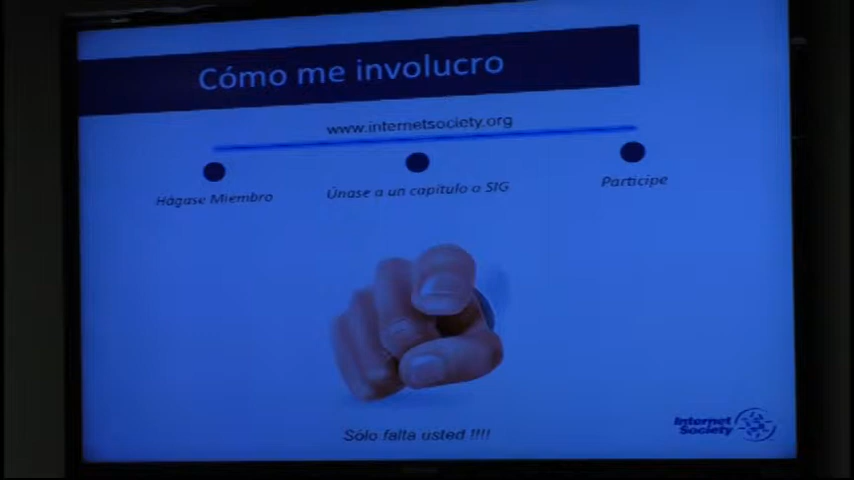 Cómo me involucro
www.internetsociety.org
Hágase Miembro
Únase a un capítulo o SIG
Participe
Sólo falta usted !!!!
Internet
Society